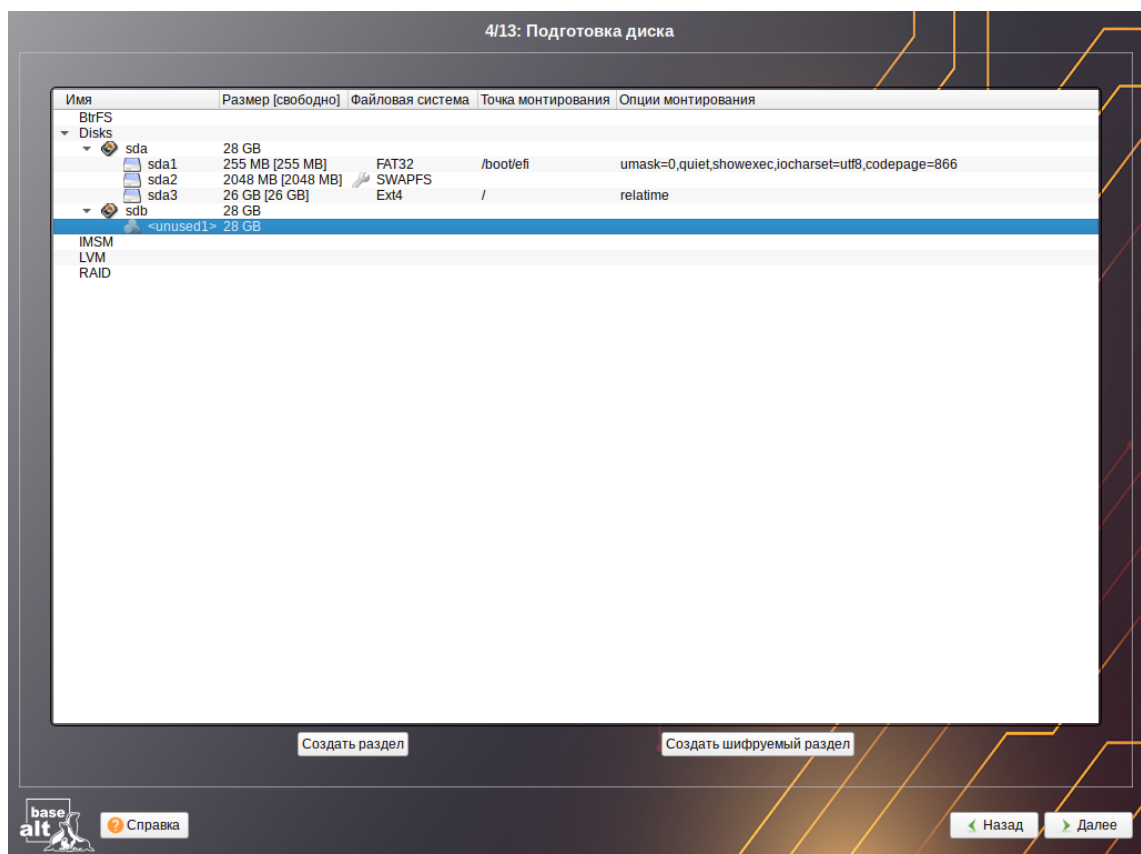 4/13: Подготовка диска
Имя Размер [свободно] Файловая система Точка монтирования Опции монтирования
BtrFS
Disks
sda 28 GB
sda1 255 MB [255 MB] FAT32 /boot/efi umask=0,quiet,showexec,iocharset=utf8,codepage=866
sda2 2048 MB [2048 MB] SWAPFS
sda3 26 GB [26 GB] Ext4 / relatime
sdb 28 GB
<unused1> 28 GB
IMSM
LVM
RAID
Создать раздел Создать шифруемый раздел
base
alt
Справка Назад Далее